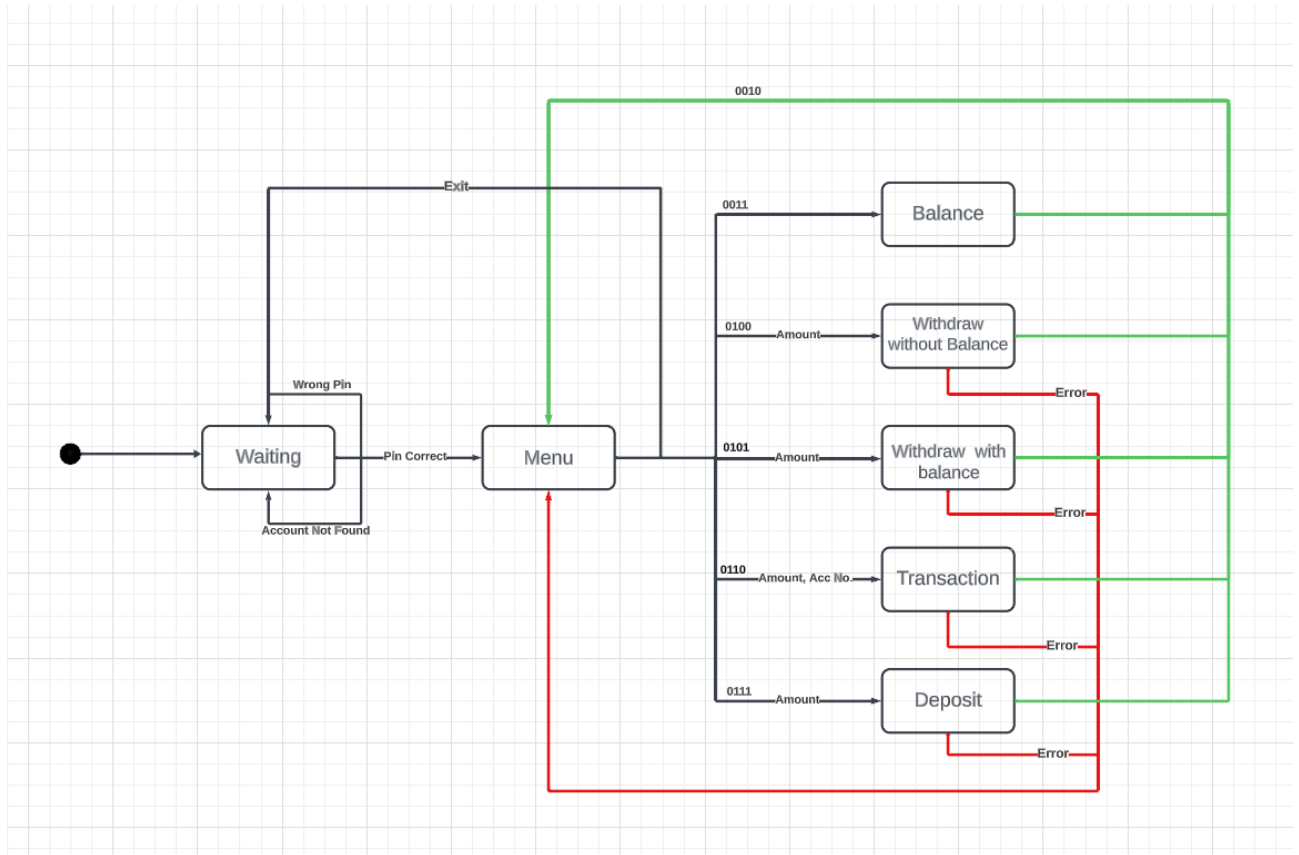 0010
Exit
0011
Balance
0100
Amount
Withdraw
without Balance
Error
Wrong Pin
Waiting
Pin Correct
Menu
0101
Amount
Withdraw with
balance
Error
Account Not Found
0110
Amount, Acc No.
Transaction
Error
0111
Amount
Deposit
Error